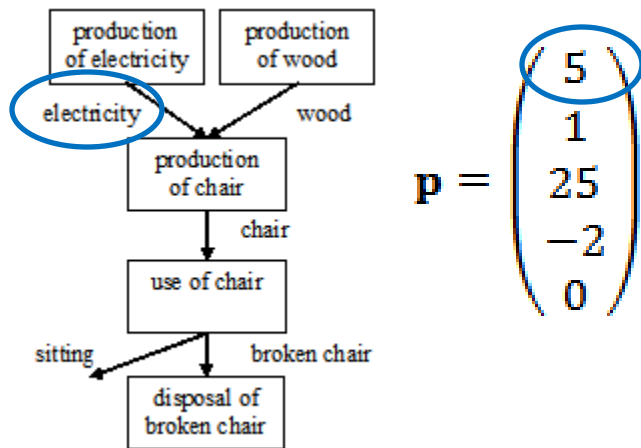 production
of electricity
production
of wood
electricity
wood
production
of chair
chair
use of chair
sitting
broken chair
disposal of
broken chair
p =
5
1
25
−2
0